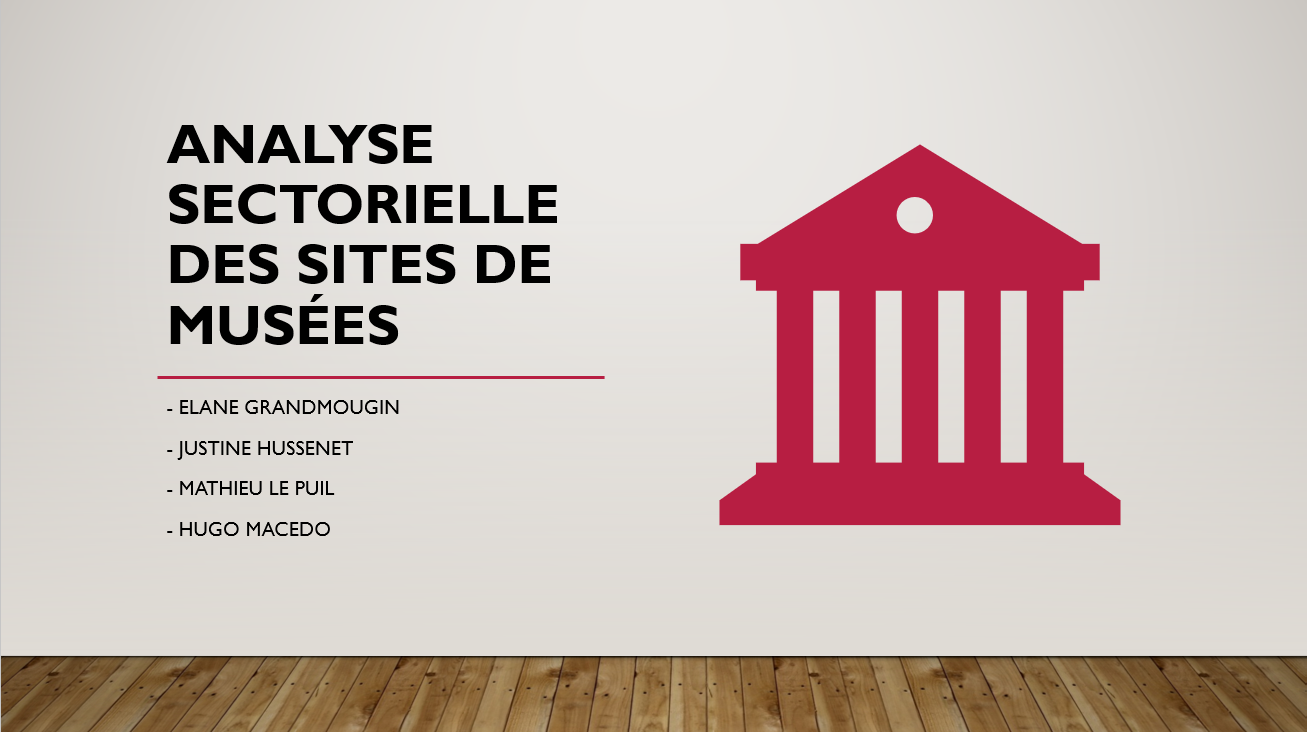 ANALYSE
SECTORIELLE
DES SITES DE
MUSÉES
- ELANE GRANDMOUGIN
- JUSTINE HUSSENET
- MATHIEU LE PUIL
- HUGO MACEDO